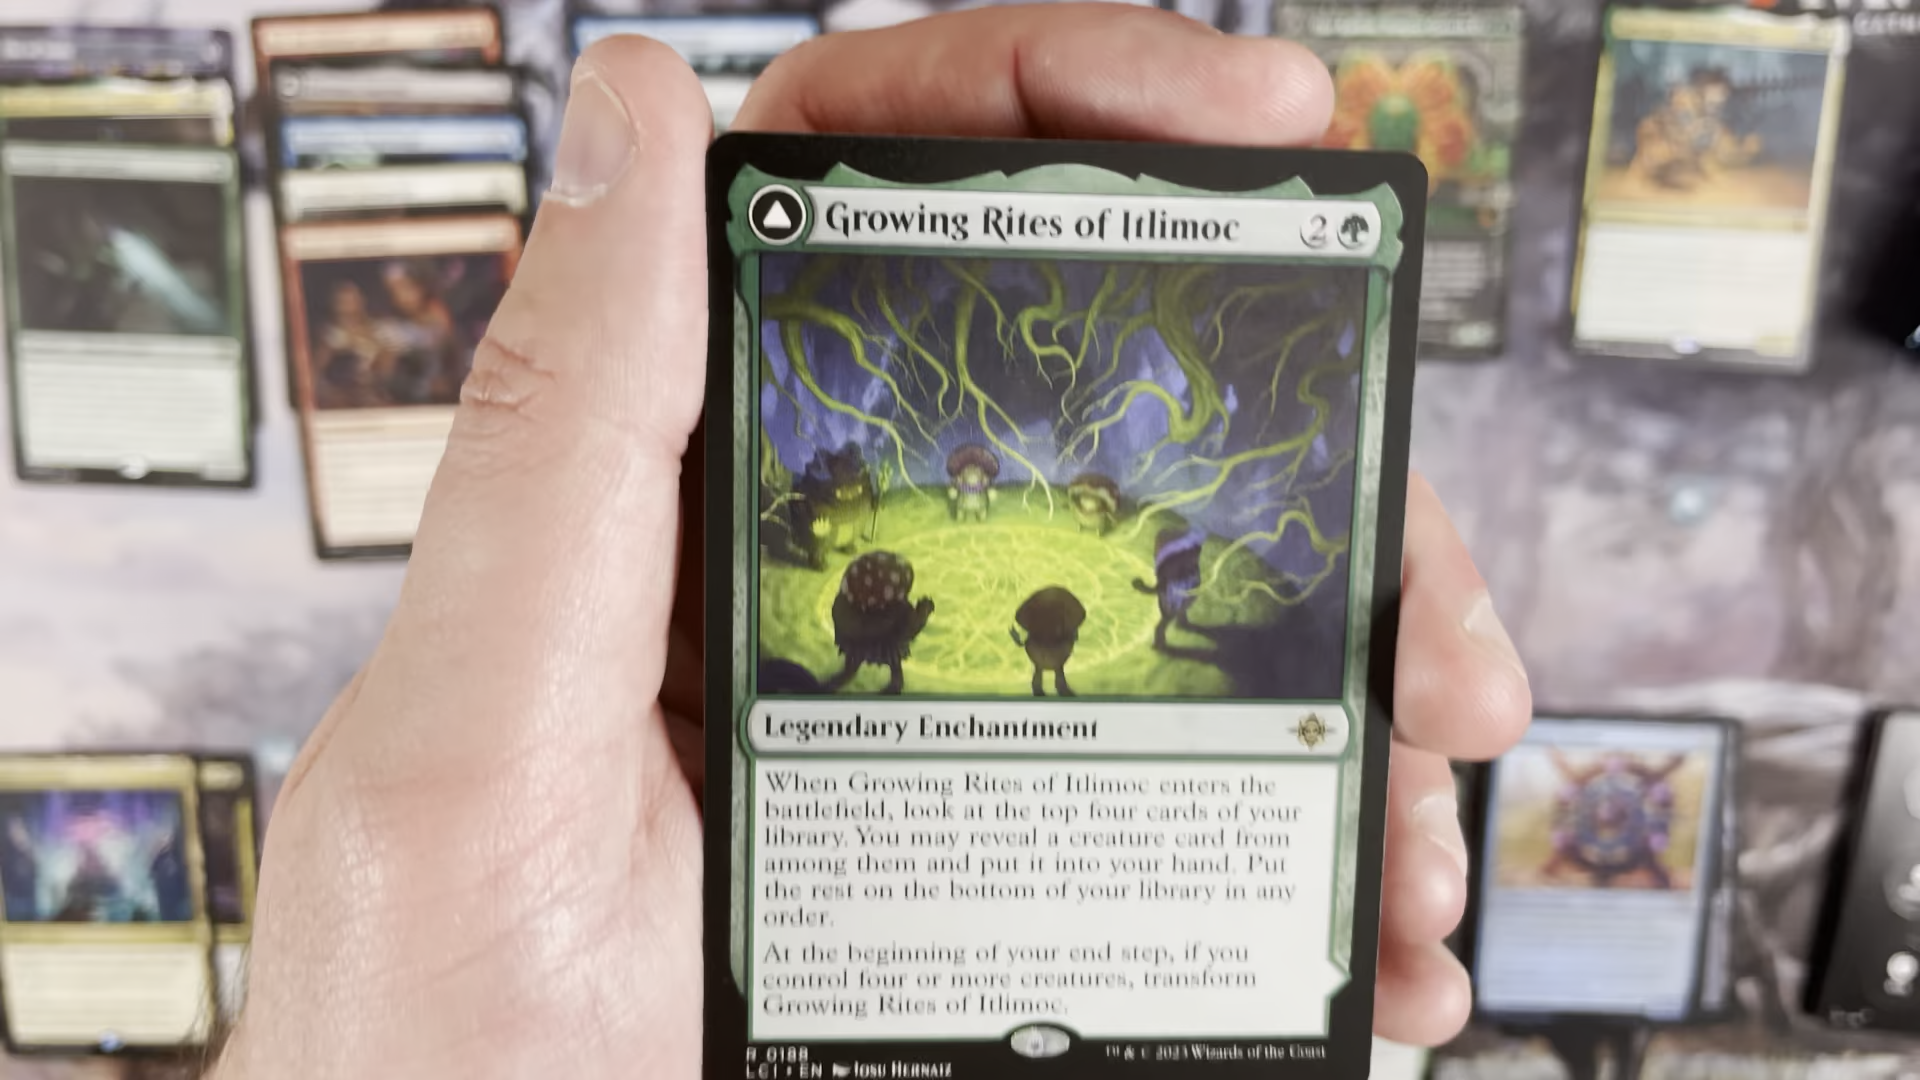 Growing Rites of Itlimoc 2
Legendary Enchantment
When Growing Rites of Itlimoc enters the
battlefield, look at the top four cards of your
library. You may reveal a creature card from
among them and put it into your hand. Put
the rest on the bottom of your library in any
order.
At the beginning of your end step, if you
control four or more creatures, transform
Growing Rites of Itlimoc.
R 0188
LCI • EN Iosu Hernaiz
™ & © 2023 Wizards of the Coast